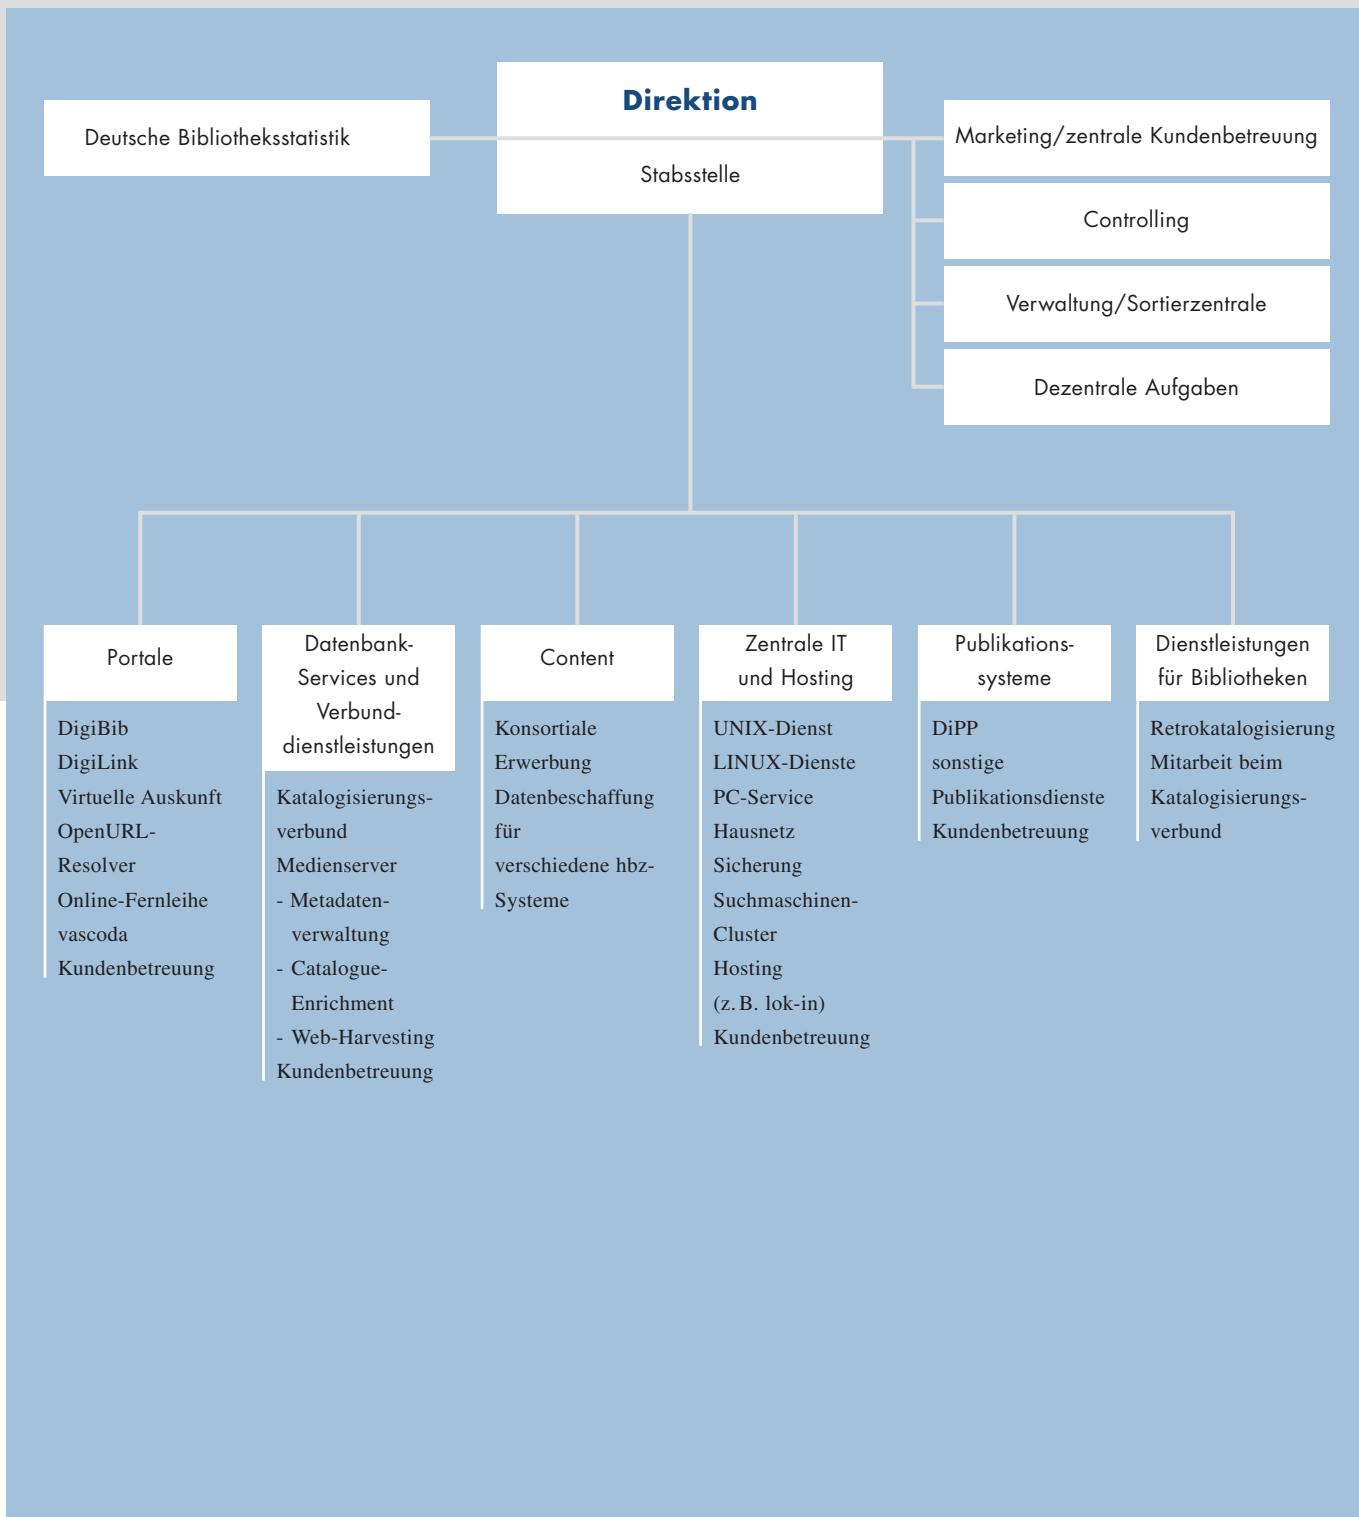 Direktion
Stabsstelle
Deutsche Bibliotheksstatistik
Marketing/zentrale Kundenbetreuung
Controlling
Verwaltung/Sortierzentrale
Dezentrale Aufgaben
Portale
DigiBib
DigiLink
Virtuelle Auskunft
OpenURL-
Resolver
Online-Fernleihe
vascoda
Kundenbetreuung
Datenbank-
Services und
Verbund-
dienstleistungen
Katalogisierungs-
verbund
Medienserver
- Metadaten-
verwaltung
- Catalogue-
Enrichment
- Web-Harvesting
Kundenbetreuung
Content
Konsortiale
Erwerbung
Datenbeschaffung
für
verschiedene hbz-
Systeme
Zentrale IT
und Hosting
UNIX-Dienst
LINUX-Dienste
PC-Service
Hausnetz
Sicherung
Suchmaschinen-
Cluster
Hosting
(z. B. lok-in)
Kundenbetreuung
Publikations-
systeme
DiPP
sonstige
Publikationsdienste
Kundenbetreuung
Dienstleistungen
für Bibliotheken
Retrokatalogisierung
Mitarbeit beim
Katalogisierungs-
verbund